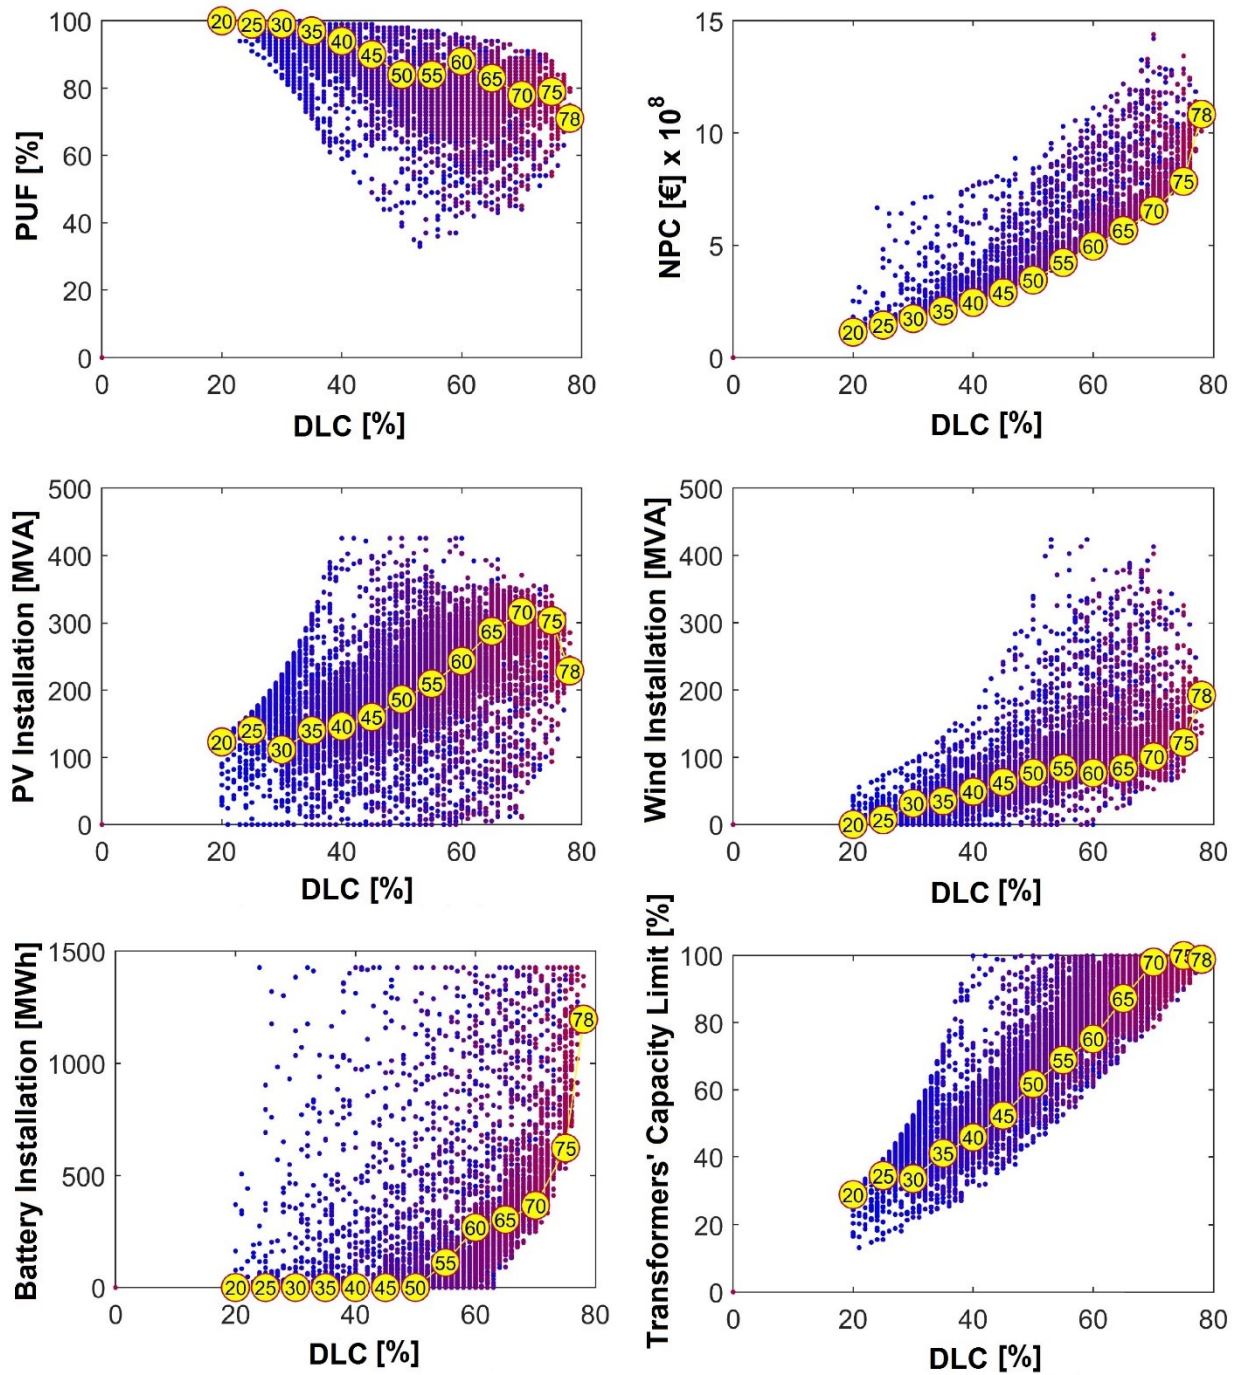 PUF [%]
100
80
60
40
20
0
20 25 30 35 40 45 50 55 60 65 70 75 78
0 20 40 60 80
DLC [%]
NPC [€] x 10⁸
15
10
5
0
20 25 30 35 40 45 50 55 60 65 70 75 78
0 20 40 60 80
DLC [%]
PV Installation [MVA]
500
400
300
200
100
0
20 25 30 35 40 45 50 55 60 65 70 75 78
0 20 40 60 80
DLC [%]
Wind Installation [MVA]
500
400
300
200
100
0
20 25 30 35 40 45 50 55 60 65 70 75 78
0 20 40 60 80
DLC [%]
Battery Installation [MWh]
1500
1000
500
0
20 25 30 35 40 45 50 55 60 65 70 75 78
0 20 40 60 80
DLC [%]
Transformers' Capacity Limit [%]
100
80
60
40
20
0
20 25 30 35 40 45 50 55 60 65 70 75 78
0 20 40 60 80
DLC [%]